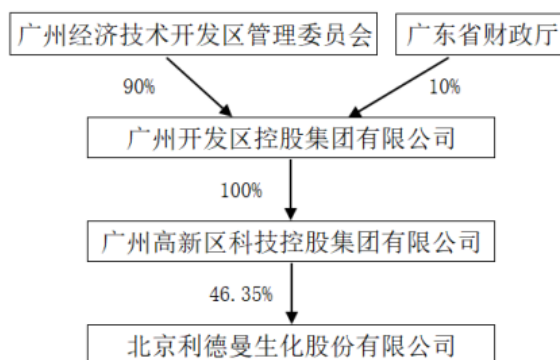 广州经济技术开发区管理委员会
广东省财政厅
90%
10%
广州开发区控股集团有限公司
100%
广州高新区科技控股集团有限公司
46.35%
北京利德曼生化股份有限公司